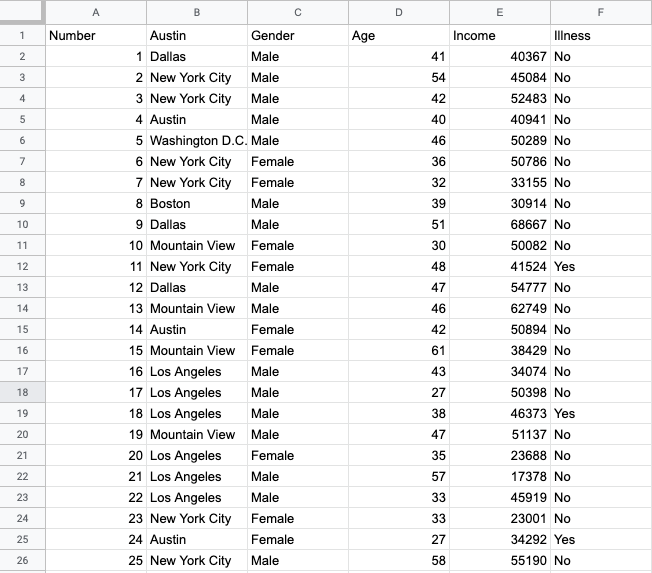 A B C D E F
1 Number Austin Gender Age Income Illness
2 1 Dallas Male 41 40367 No
3 2 New York City Male 54 45084 No
4 3 New York City Male 42 52483 No
5 4 Austin Male 40 40941 No
6 5 Washington D.C. Male 46 50289 No
7 6 New York City Female 36 50786 No
8 7 New York City Female 32 33155 No
9 8 Boston Male 39 30914 No
10 9 Dallas Male 51 68667 No
11 10 Mountain View Female 30 50082 No
12 11 New York City Female 48 41524 Yes
13 12 Dallas Male 47 54777 No
14 13 Mountain View Male 46 62749 No
15 14 Austin Female 42 50894 No
16 15 Mountain View Female 61 38429 No
17 16 Los Angeles Male 43 34074 No
18 17 Los Angeles Male 27 50398 No
19 18 Los Angeles Male 38 46373 Yes
20 19 Mountain View Male 47 51137 No
21 20 Los Angeles Female 35 23688 No
22 21 Los Angeles Male 57 17378 No
23 22 Los Angeles Male 33 45919 No
24 23 New York City Female 33 23001 No
25 24 Austin Female 27 34292 Yes
26 25 New York City Male 58 55190 No